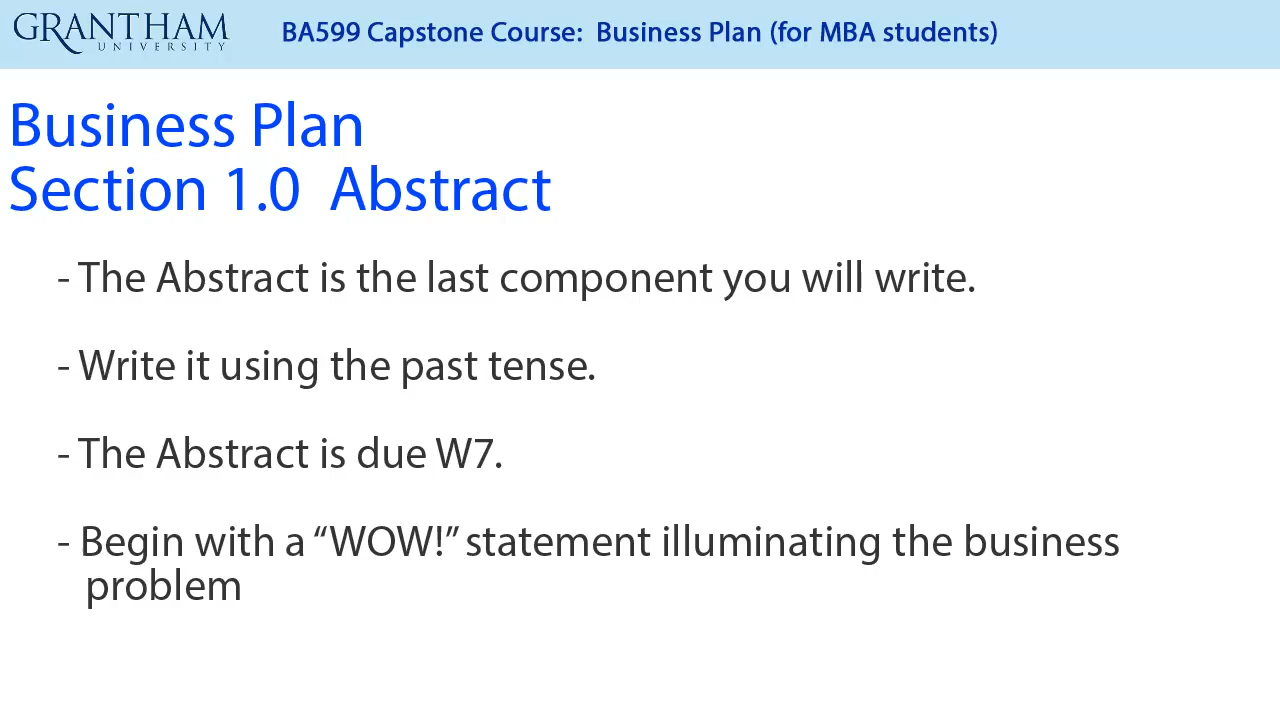 GRANTHAM
UNIVERSITY
BA599 Capstone Course:  Business Plan (for MBA students)
Business Plan
Section 1.0  Abstract
- The Abstract is the last component you will write.
- Write it using the past tense.
- The Abstract is due W7.
- Begin with a “WOW!” statement illuminating the business
problem